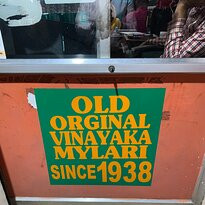 OLD
ORGINAL
VINAYAKA
MYLARI
SINCE 1938